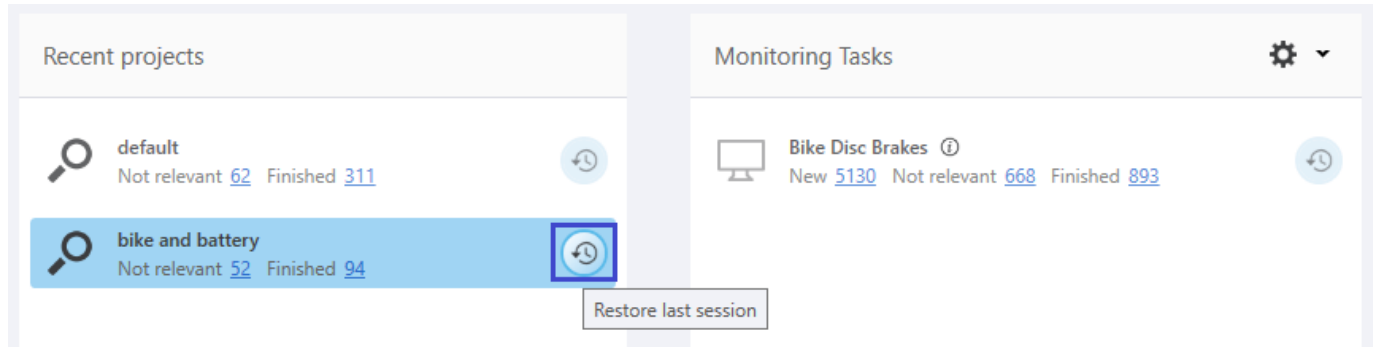 Recent projects
default
Not relevant 62 Finished 311
bike and battery
Not relevant 52 Finished 94
Restore last session
Monitoring Tasks
Bike Disc Brakes
New 5130 Not relevant 668 Finished 893